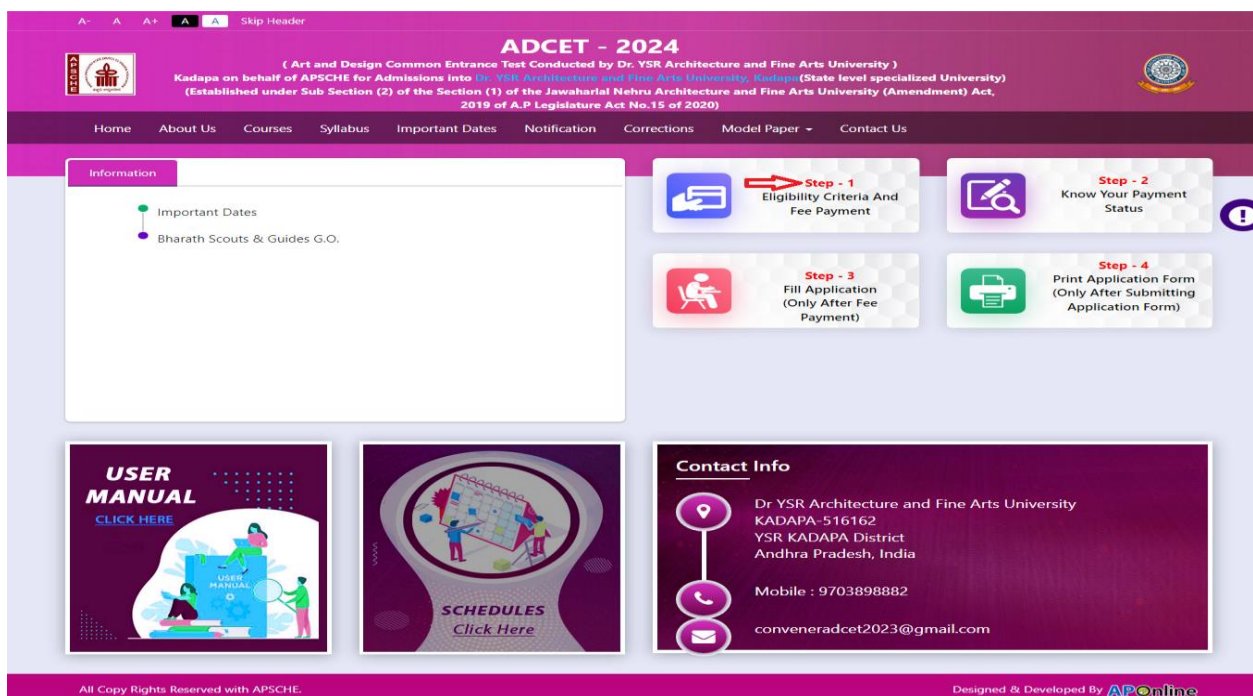 A- A A+ A A Skip Header
ADCET - 2024
( Art and Design Common Entrance Test Conducted by Dr. YSR Architecture and Fine Arts University )
Kadapa on behalf of APSCHE for Admissions into Dr. YSR Architecture and Fine Arts University, Kadapa(State level specialized University)
(Established under Sub Section (2) of the Section (1) of the Jawaharlal Nehru Architecture and Fine Arts University (Amendment) Act,
2019 of A.P Legislature Act No.15 of 2020)
APSCHE
Home About Us Courses Syllabus Important Dates Notification Corrections Model Paper Contact Us
Information
Important Dates
Bharath Scouts & Guides G.O.
Step - 1
Eligibility Criteria And
Fee Payment
Step - 2
Know Your Payment
Status
Step - 3
Fill Application
(Only After Fee
Payment)
Step - 4
Print Application Form
(Only After Submitting
Application Form)
USER
MANUAL
CLICK HERE
USER
MANUAL
SCHEDULES
Click Here
Contact Info
Dr YSR Architecture and Fine Arts University
KADAPA-516162
YSR KADAPA District
Andhra Pradesh, India
Mobile : 9703898882
conveneradcet2023@gmail.com
All Copy Rights Reserved with APSCHE.
Designed & Developed By APOnline